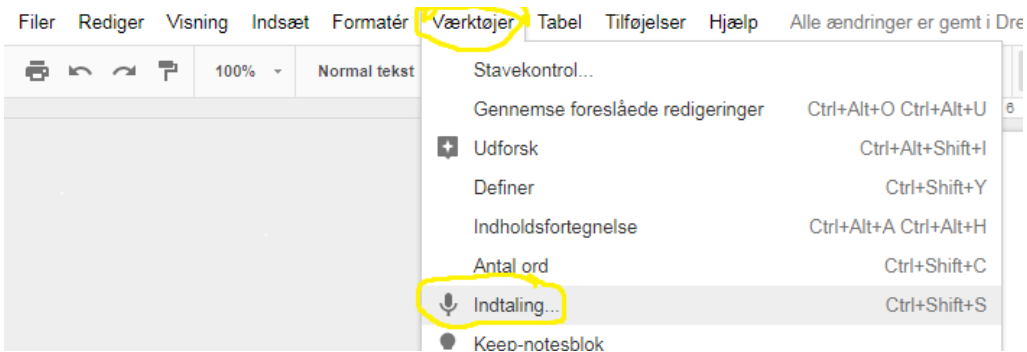 Filer Rediger Visning Indsæt Formatér Værktøjer Tabel Tilføjelser Hjælp Alle ændringer er gemt i Dre
100% Normal tekst
Stavekontrol...
Gennemse foreslåede redigeringer Ctrl+Alt+O Ctrl+Alt+U 6
Udforsk Ctrl+Alt+Shift+I
Definer Ctrl+Shift+Y
Indholdsfortegnelse Ctrl+Alt+A Ctrl+Alt+H
Antal ord Ctrl+Shift+C
Indtaling... Ctrl+Shift+S
Keep-notesblok